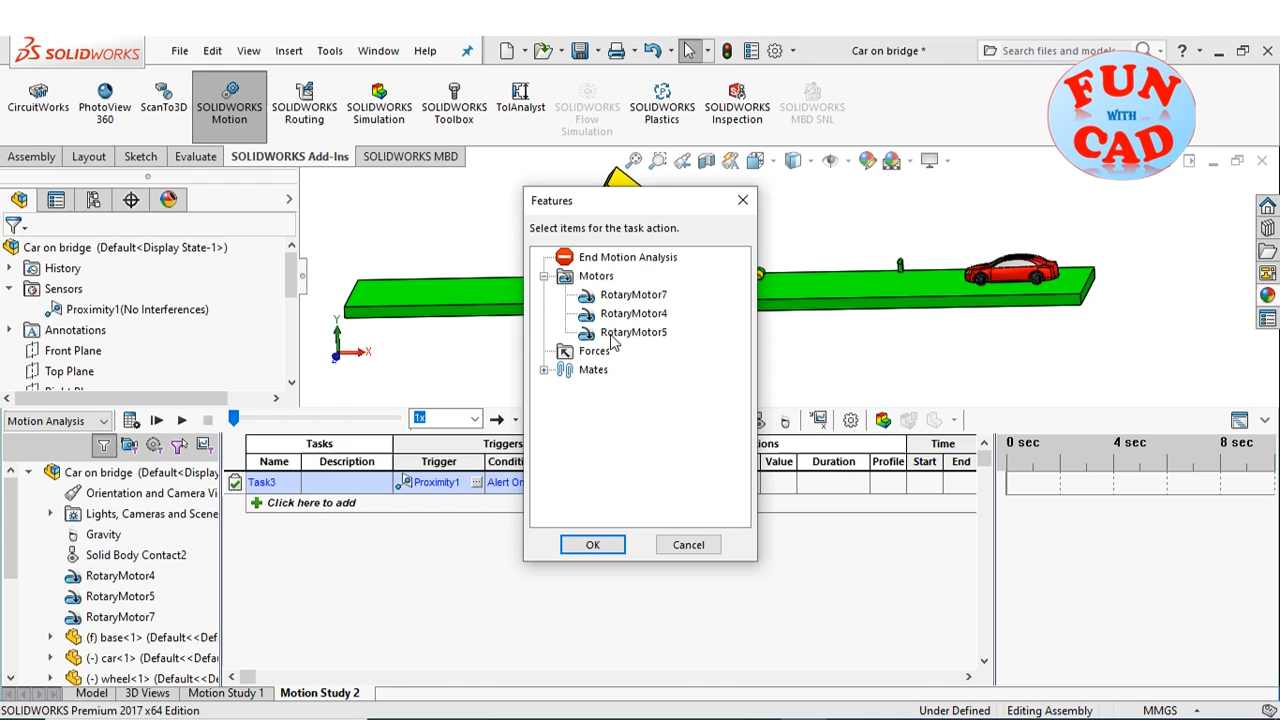 SOLIDWORKS
File Edit View Insert Tools Window Help
Car on bridge *
Search files and models
?
CircuitWorks
PhotoView
360
ScanTo3D
SOLIDWORKS
Motion
SOLIDWORKS
Routing
SOLIDWORKS
Simulation
SOLIDWORKS
Toolbox
TolAnalyst
SOLIDWORKS
Flow
Simulation
SOLIDWORKS
Plastics
SOLIDWORKS
Inspection
SOLIDWORKS
MBD SNL
FUN
WITH
CAD
Assembly Layout Sketch Evaluate SOLIDWORKS Add-Ins SOLIDWORKS MBD
Car on bridge (Default<Display State-1>)
History
Sensors
Proximity1(No Interferences)
Annotations
Front Plane
Top Plane
Y
X
Features
Select items for the task action.
End Motion Analysis
Motors
RotaryMotor7
RotaryMotor4
RotaryMotor5
Forces
Mates
OK Cancel
Motion Analysis
1x
Car on bridge (Default<Display
Orientation and Camera Vi
Lights, Cameras and Scene
Gravity
Solid Body Contact2
RotaryMotor4
RotaryMotor5
RotaryMotor7
(f) base<1> (Default<<Def
(-) car<1> (Default<<Defau
(-) wheel<1> (Default<<Def
Tasks Triggers Time
Name Description Trigger Value Duration Profile Start End
Task3 Proximity1 ... Alert On
Click here to add
0 sec 4 sec 8 sec
Model 3D Views Motion Study 1 Motion Study 2
SOLIDWORKS Premium 2017 x64 Edition
Under Defined Editing Assembly MMGS